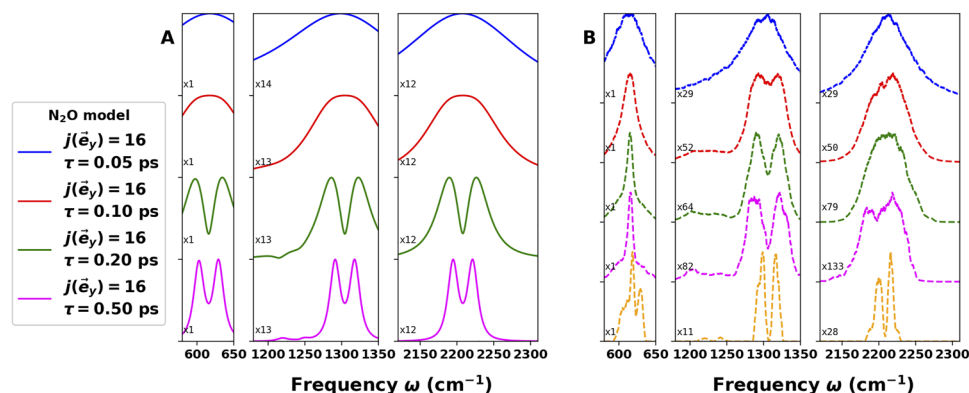 A
B
N₂O model
j(e⃗y) = 16
τ = 0.05 ps
j(e⃗y) = 16
τ = 0.10 ps
j(e⃗y) = 16
τ = 0.20 ps
j(e⃗y) = 16
τ = 0.50 ps
x1 x14 x12
x1 x13 x12
x1 x13 x12
x1 x13 x12
600 650 1200 1250 1300 1350 2150 2200 2250 2300
Frequency ω (cm⁻¹)
x1 x29 x29
x1 x52 x50
x1 x64 x79
x1 x82 x133
x1 x11 x28
600 650 1200 1250 1300 1350 2150 2200 2250 2300
Frequency ω (cm⁻¹)